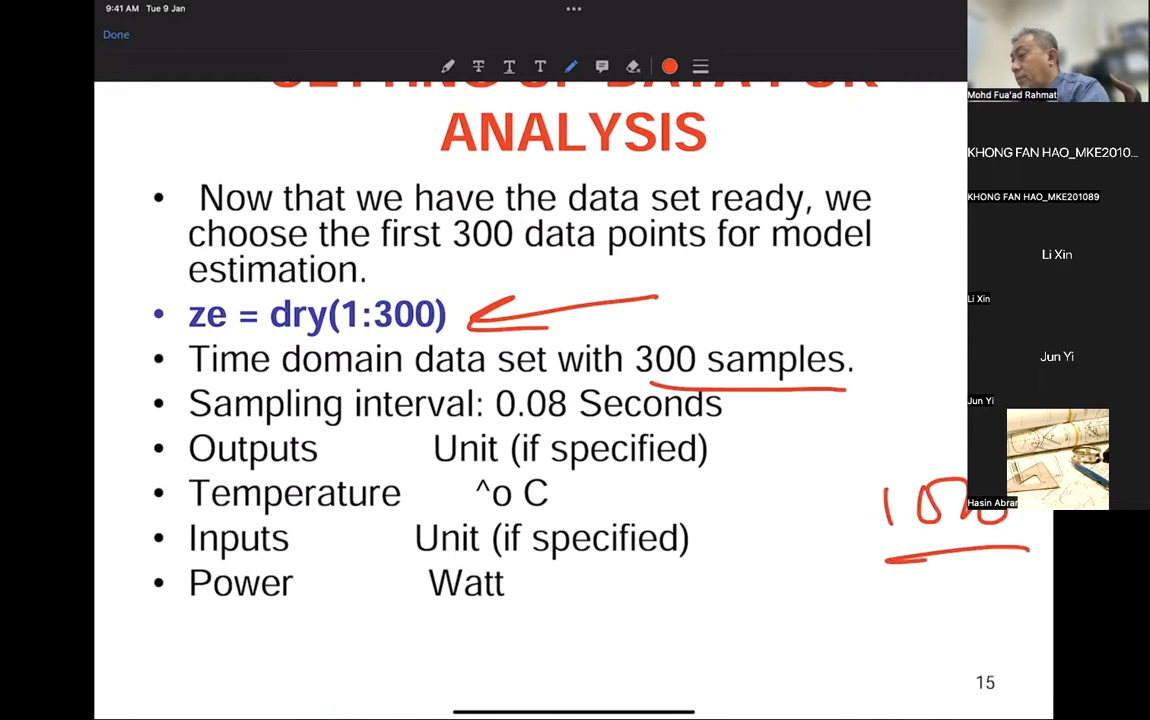 9:41 AM Tue 9 Jan
Done
ANALYSIS
• Now that we have the data set ready, we
choose the first 300 data points for model
estimation.
• ze = dry(1:300)
• Time domain data set with 300 samples.
• Sampling interval: 0.08 Seconds
• Outputs Unit (if specified)
• Temperature ^o C
• Inputs Unit (if specified)
• Power Watt
15
Mohd Fua'ad Rahmat
KHONG FAN HAO_MKE2010...
KHONG FAN HAO_MKE201089
Li Xin
Li Xin
Jun Yi
Jun Yi
Hasin Abrar